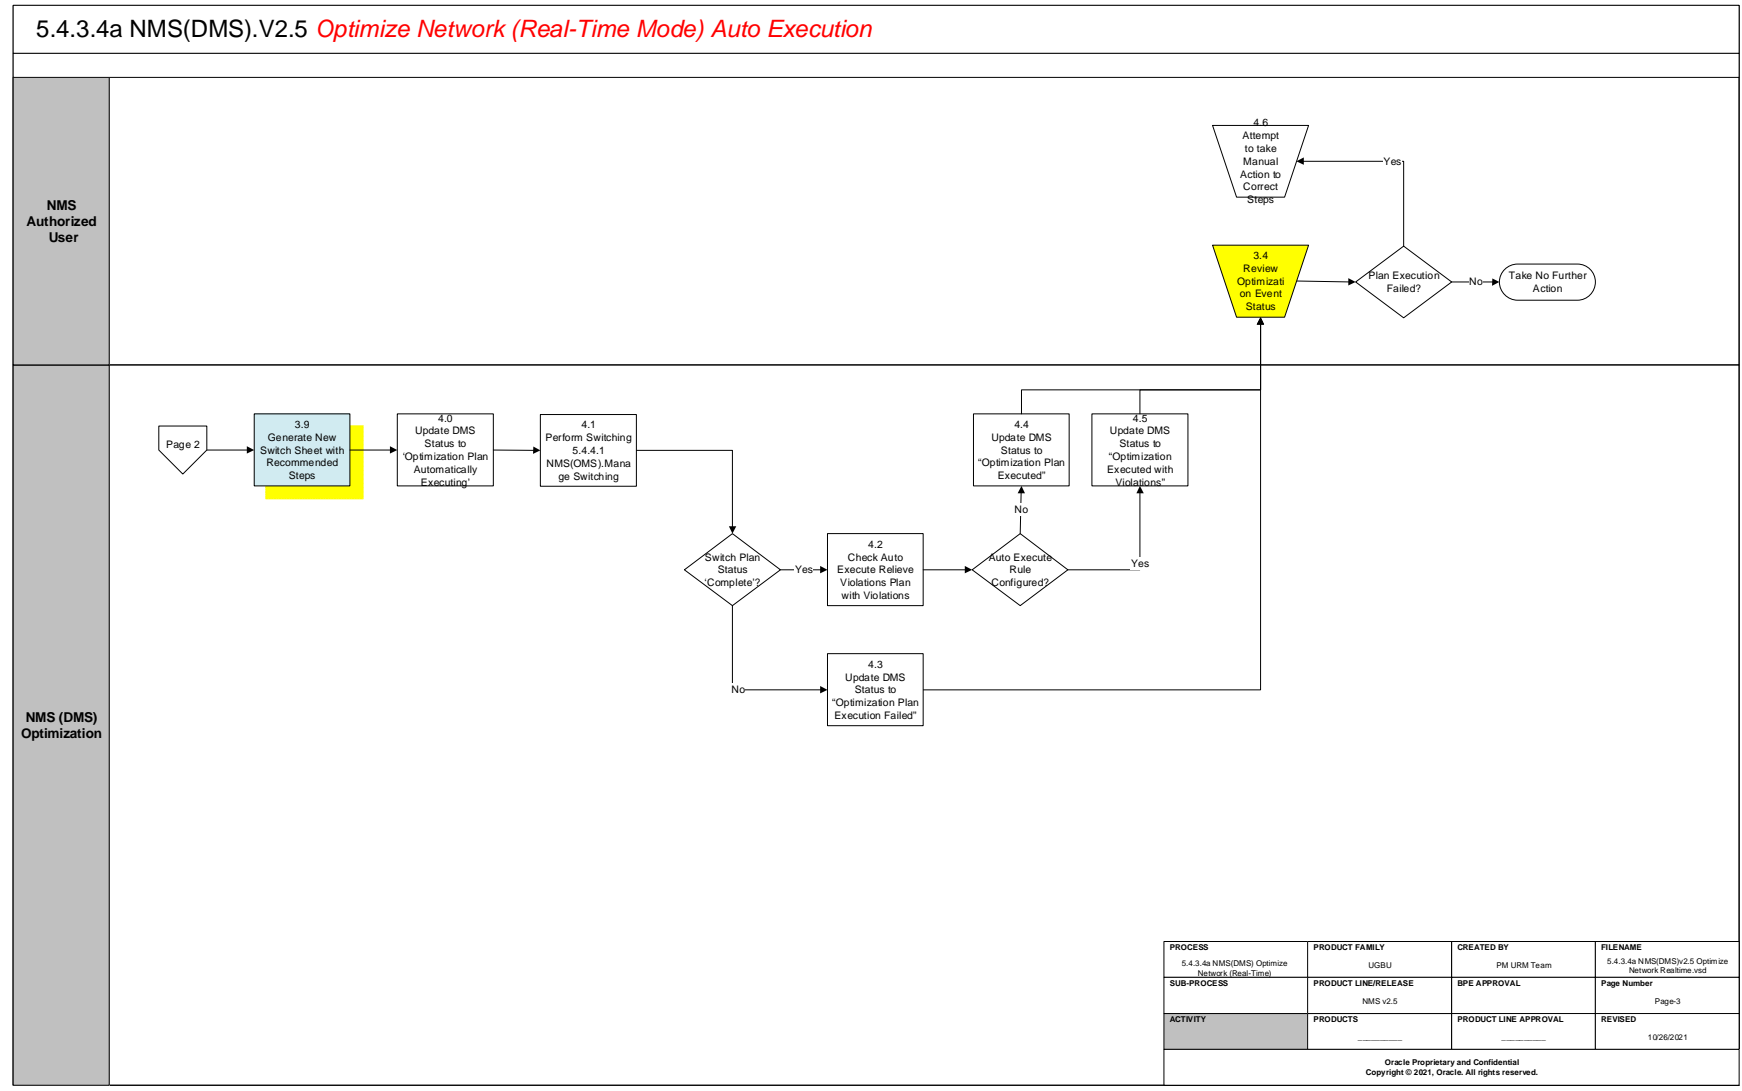 5.4.3.4a NMS(DMS).V2.5 Optimize Network (Real-Time Mode) Auto Execution
NMS
Authorized
User
4.6
Attempt
to take
Manual
Action to
Correct
Steps
Yes
3.4
Review
Optimizati
on Event
Status
Plan Execution
Failed?
No
Take No Further
Action
NMS (DMS)
Optimization
Page 2
3.9
Generate New
Switch Sheet with
Recommended
Steps
4.0
Update DMS
Status to
‘Optimization Plan
Automatically
Executing’
4.1
Perform Switching
5.4.4.1
NMS(OMS).Mana
ge Switching
Switch Plan
Status
‘Complete’?
Yes
4.2
Check Auto
Execute Relieve
Violations Plan
with Violations
Auto Execute
Rule
Configured?
No
4.4
Update DMS
Status to
“Optimization Plan
Executed”
Yes
4.5
Update DMS
Status to
“Optimization
Executed with
Violations”
No
4.3
Update DMS
Status to
“Optimization Plan
Execution Failed”
PROCESS
5.4.3.4a NMS(DMS) Optimize
Network (Real-Time)
PRODUCT FAMILY
UGBU
CREATED BY
PM URM Team
FILENAME
5.4.3.4a NMS(DMS)v2.5 Optimize
Network Realtime.vsd
SUB-PROCESS
PRODUCT LINE/RELEASE
NMS v2.5
BPE APPROVAL
Page Number
Page-3
ACTIVITY
PRODUCTS
PRODUCT LINE APPROVAL
REVISED
10/26/2021
Oracle Proprietary and Confidential
Copyright © 2021, Oracle. All rights reserved.